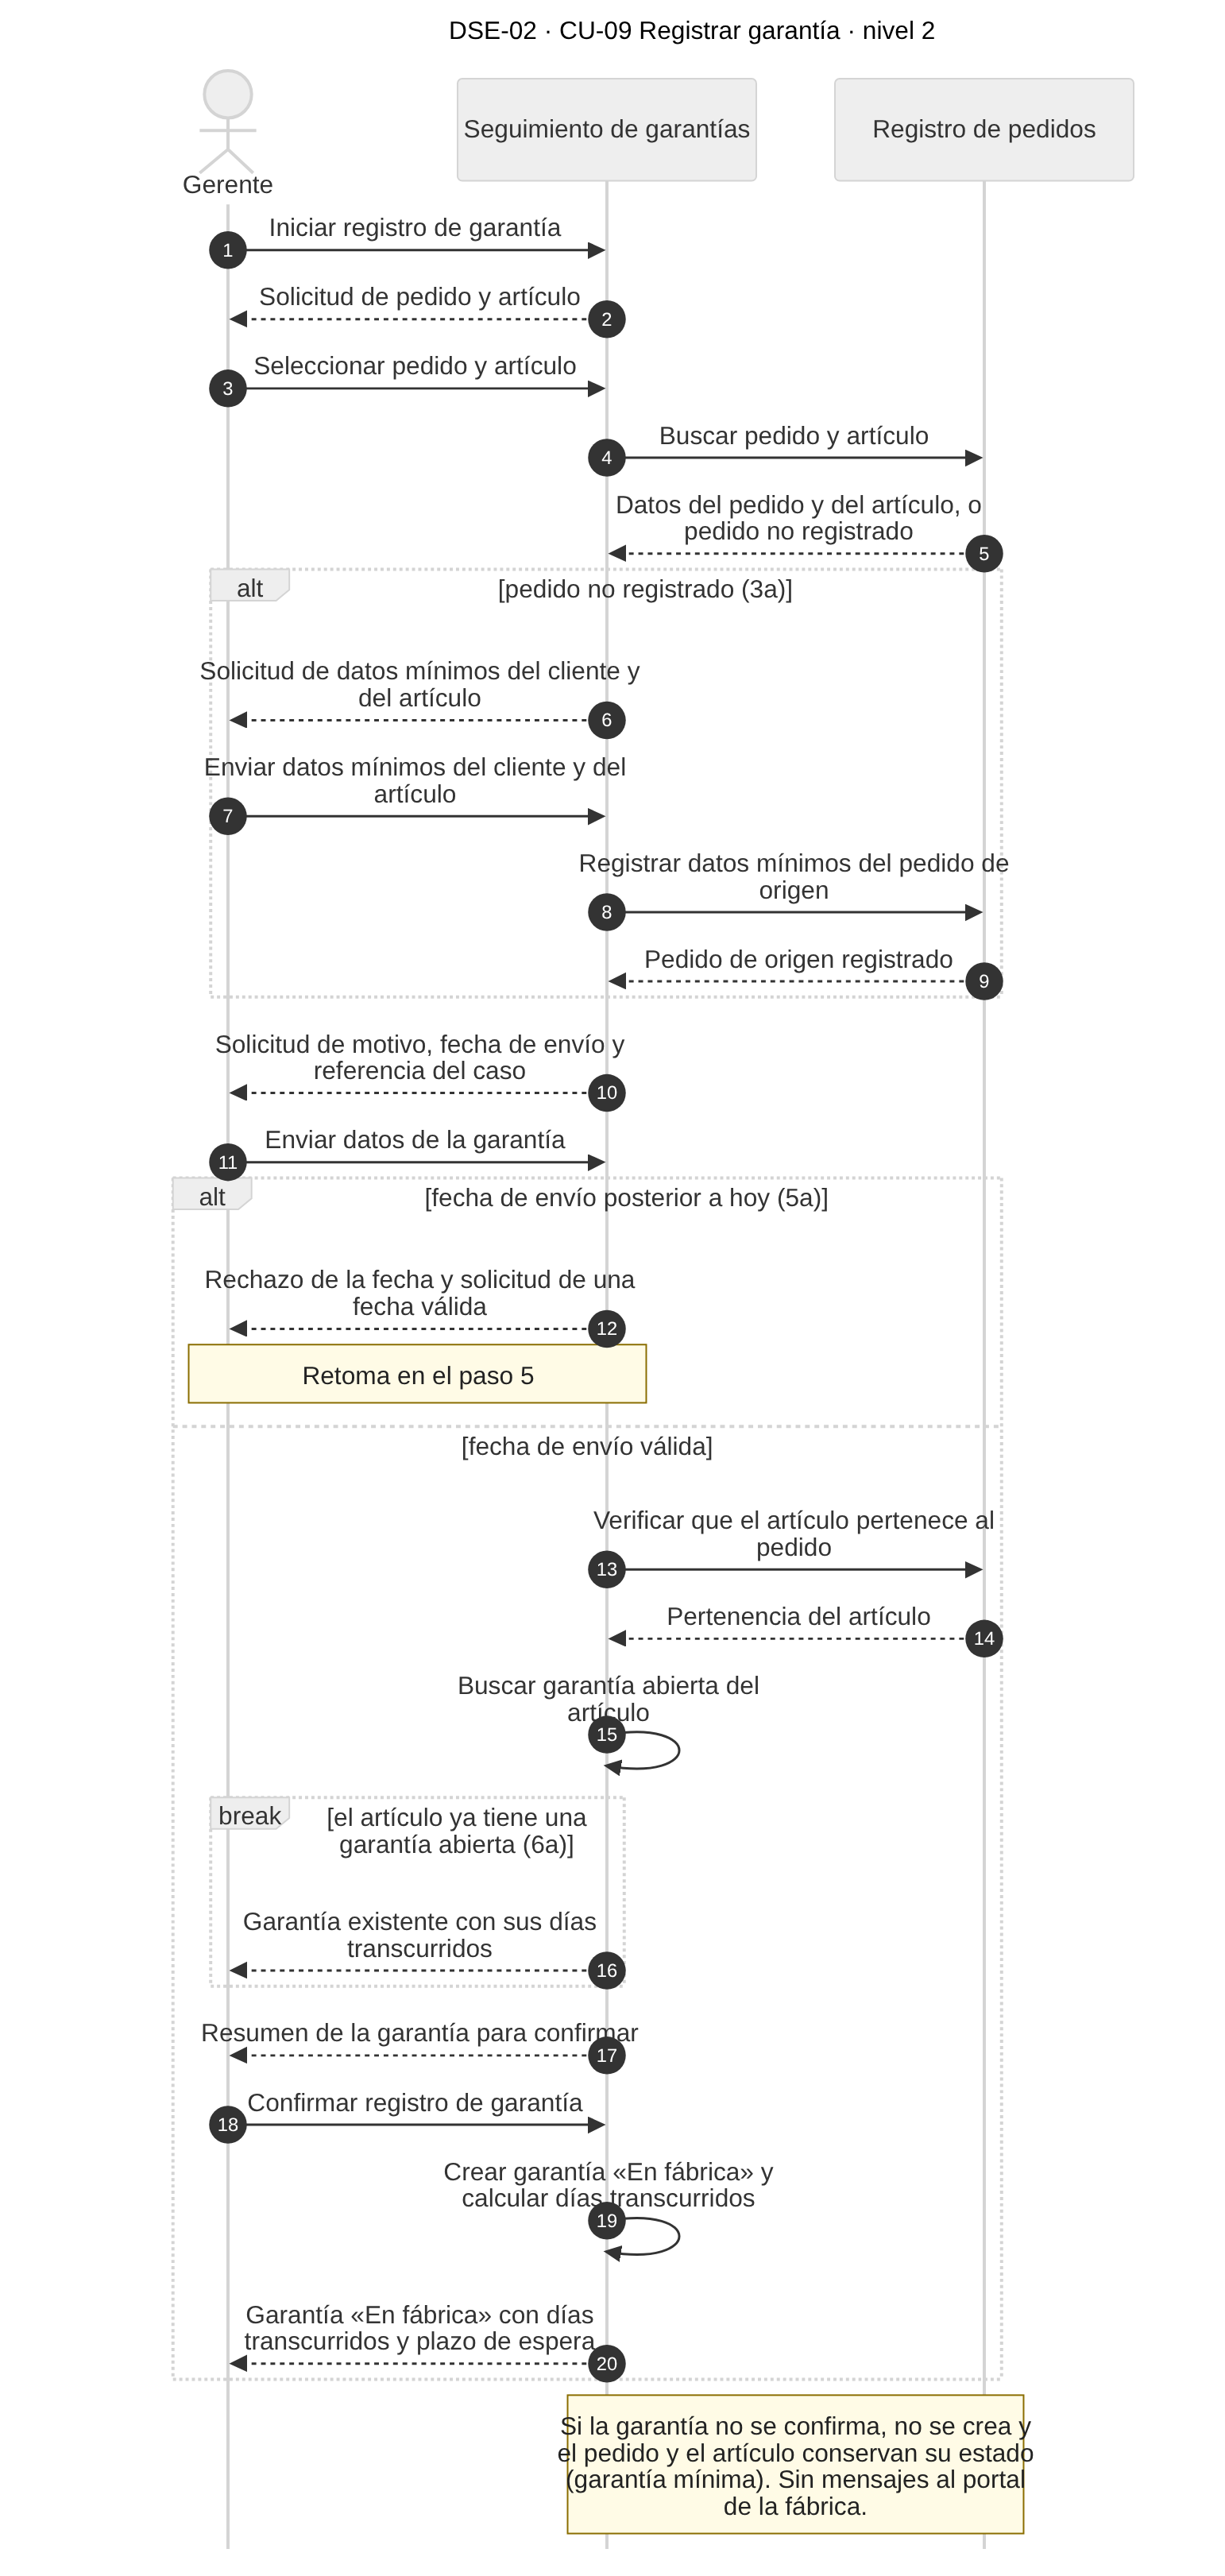 DSE-02 · CU-09 Registrar garantía · nivel 2
Gerente
Seguimiento de garantías
Registro de pedidos
Iniciar registro de garantía
1
Solicitud de pedido y artículo
2
Seleccionar pedido y artículo
3
Buscar pedido y artículo
4
Datos del pedido y del artículo, o
pedido no registrado
5
alt
[pedido no registrado (3a)]
Solicitud de datos mínimos del cliente y
del artículo
6
Enviar datos mínimos del cliente y del
artículo
7
Registrar datos mínimos del pedido de
origen
8
Pedido de origen registrado
9
Solicitud de motivo, fecha de envío y
referencia del caso
10
Enviar datos de la garantía
11
alt
[fecha de envío posterior a hoy (5a)]
Rechazo de la fecha y solicitud de una
fecha válida
12
Retoma en el paso 5
[fecha de envío válida]
Verificar que el artículo pertenece al
pedido
13
Pertenencia del artículo
14
Buscar garantía abierta del
artículo
15
break
[el artículo ya tiene una
garantía abierta (6a)]
Garantía existente con sus días
transcurridos
16
Resumen de la garantía para confirmar
17
Confirmar registro de garantía
18
Crear garantía «En fábrica» y
calcular días transcurridos
19
Garantía «En fábrica» con días
transcurridos y plazo de espera
20
Si la garantía no se confirma, no se crea y
el pedido y el artículo conservan su estado
(garantía mínima). Sin mensajes al portal
de la fábrica.